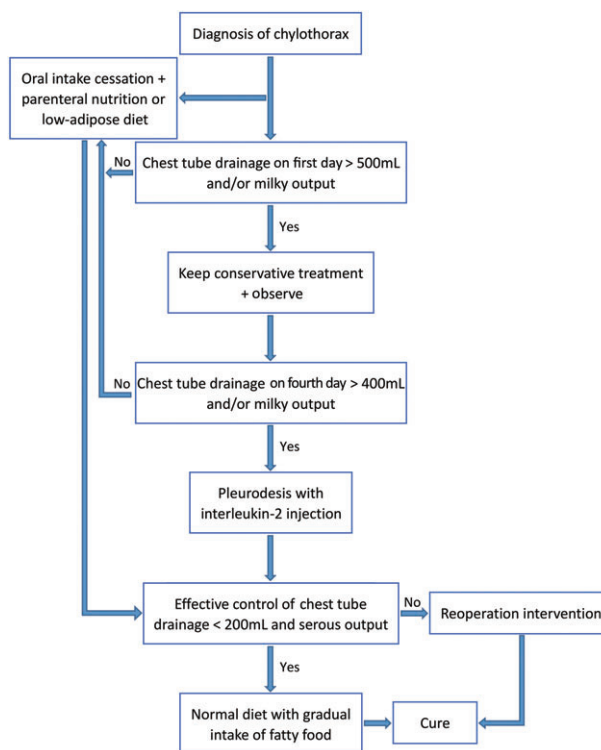 Diagnosis of chylothorax
Oral intake cessation +
parenteral nutrition or
low-adipose diet
No
Chest tube drainage on first day > 500mL
and/or milky output
Yes
Keep conservative treatment
+ observe
No
Chest tube drainage on fourth day > 400mL
and/or milky output
Yes
Pleurodesis with
interleukin-2 injection
Effective control of chest tube
drainage < 200mL and serous output
No
Reoperation intervention
Yes
Normal diet with gradual
intake of fatty food
Cure